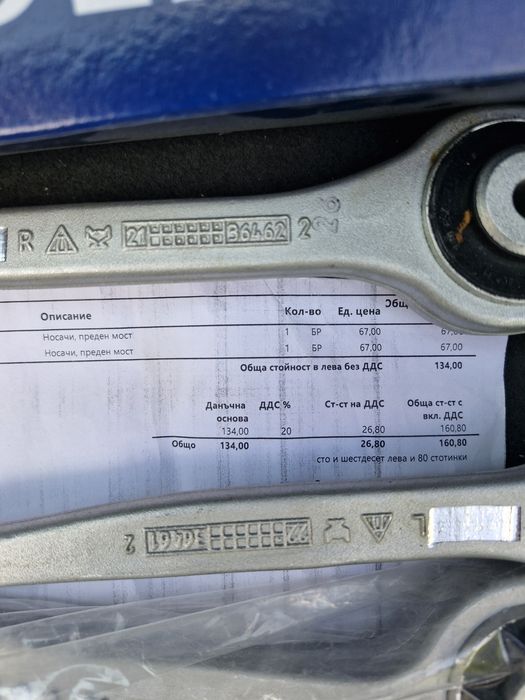 R 21 36462 2
Описание Кол-во Ед. цена Общ
Носачи, преден мост 1 БР 67,00 67,00
Носачи, преден мост 1 БР 67,00 67,00
Обща стойност в лева без ДДС 134,00
Данъчна основа ДДС % Ст-ст на ДДС Обща ст-ст с вкл. ДДС
134,00 20 26,80 160,80
Общо 134,00 26,80 160,80
сто и шестдесет лева и 80 стотинки
L 22 36461 2